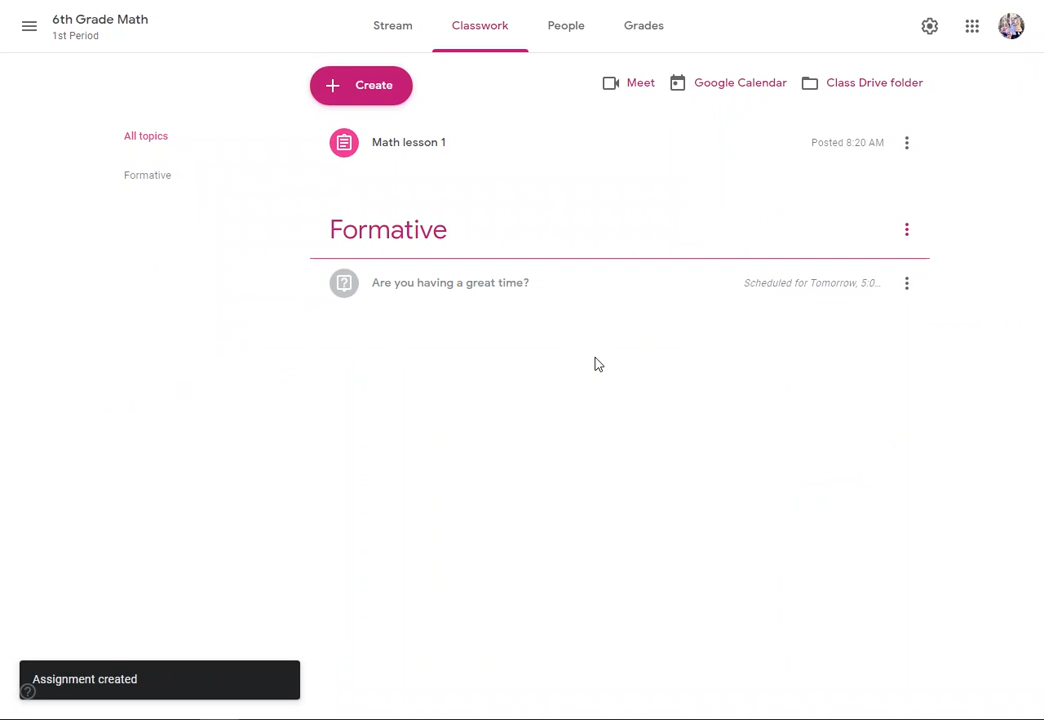 6th Grade Math
1st Period
Stream
Classwork
People
Grades
Create
Meet
Google Calendar
Class Drive folder
All topics
Formative
Math lesson 1
Posted 8:20 AM
Formative
Are you having a great time?
Scheduled for Tomorrow, 5:0...
Assignment created